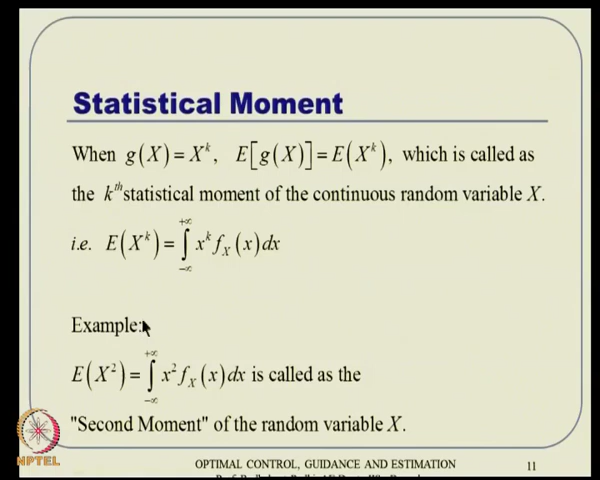 Statistical Moment
When g(X) = X^k, E[g(X)] = E(X^k), which is called as
the k^th statistical moment of the continuous random variable X.
i.e. E(X^k) = ∫_{-∞}^{+∞} x^k f_X(x)dx
Example:
E(X^2) = ∫_{-∞}^{+∞} x^2 f_X(x)dx is called as the
"Second Moment" of the random variable X.
NPTEL
OPTIMAL CONTROL, GUIDANCE AND ESTIMATION
11